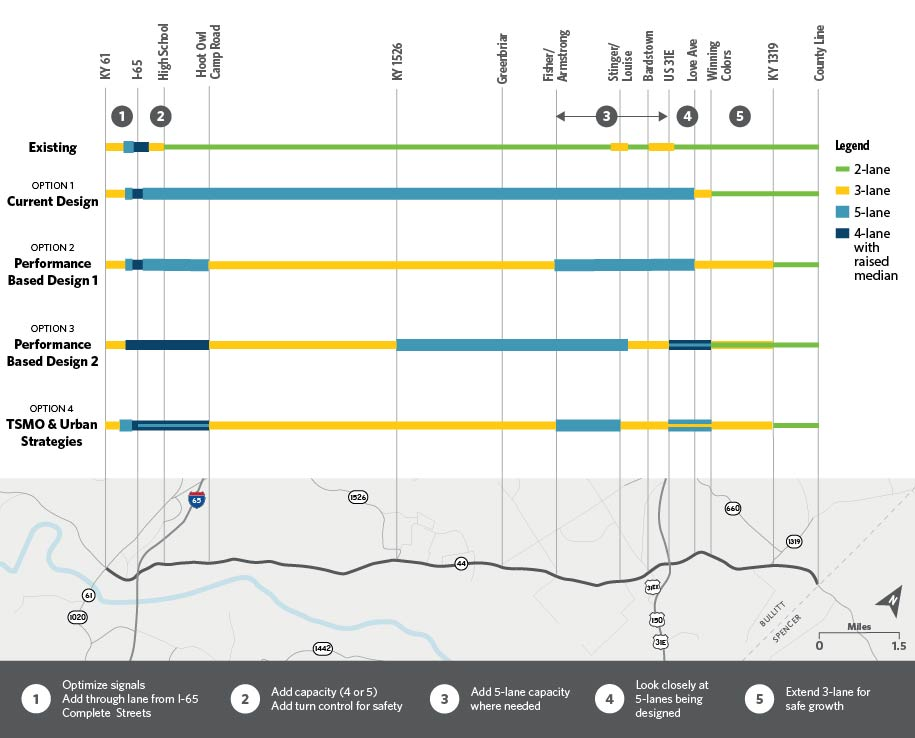 KY 61
I-65
High School
Hoot Owl
Camp Road
KY 1526
Greenbriar
Fisher/
Armstrong
Stinger/
Louise
Bardstown
US 31E
Love Ave
Winning
Colors
KY 1319
County Line
1
2
3
4
5
Existing
OPTION 1
Current Design
OPTION 2
Performance
Based Design 1
OPTION 3
Performance
Based Design 2
OPTION 4
TSMO & Urban
Strategies
Legend
2-lane
3-lane
5-lane
4-lane
with
raised
median
65
1526
660
1319
44
61
1020
1442
31EX
150
31E
BULLITT
SPENCER
N
Miles
0
1.5
1
Optimize signals
Add through lane from I-65
Complete Streets
2
Add capacity (4 or 5)
Add turn control for safety
3
Add 5-lane capacity
where needed
4
Look closely at
5-lanes being
designed
5
Extend 3-lane for
safe growth